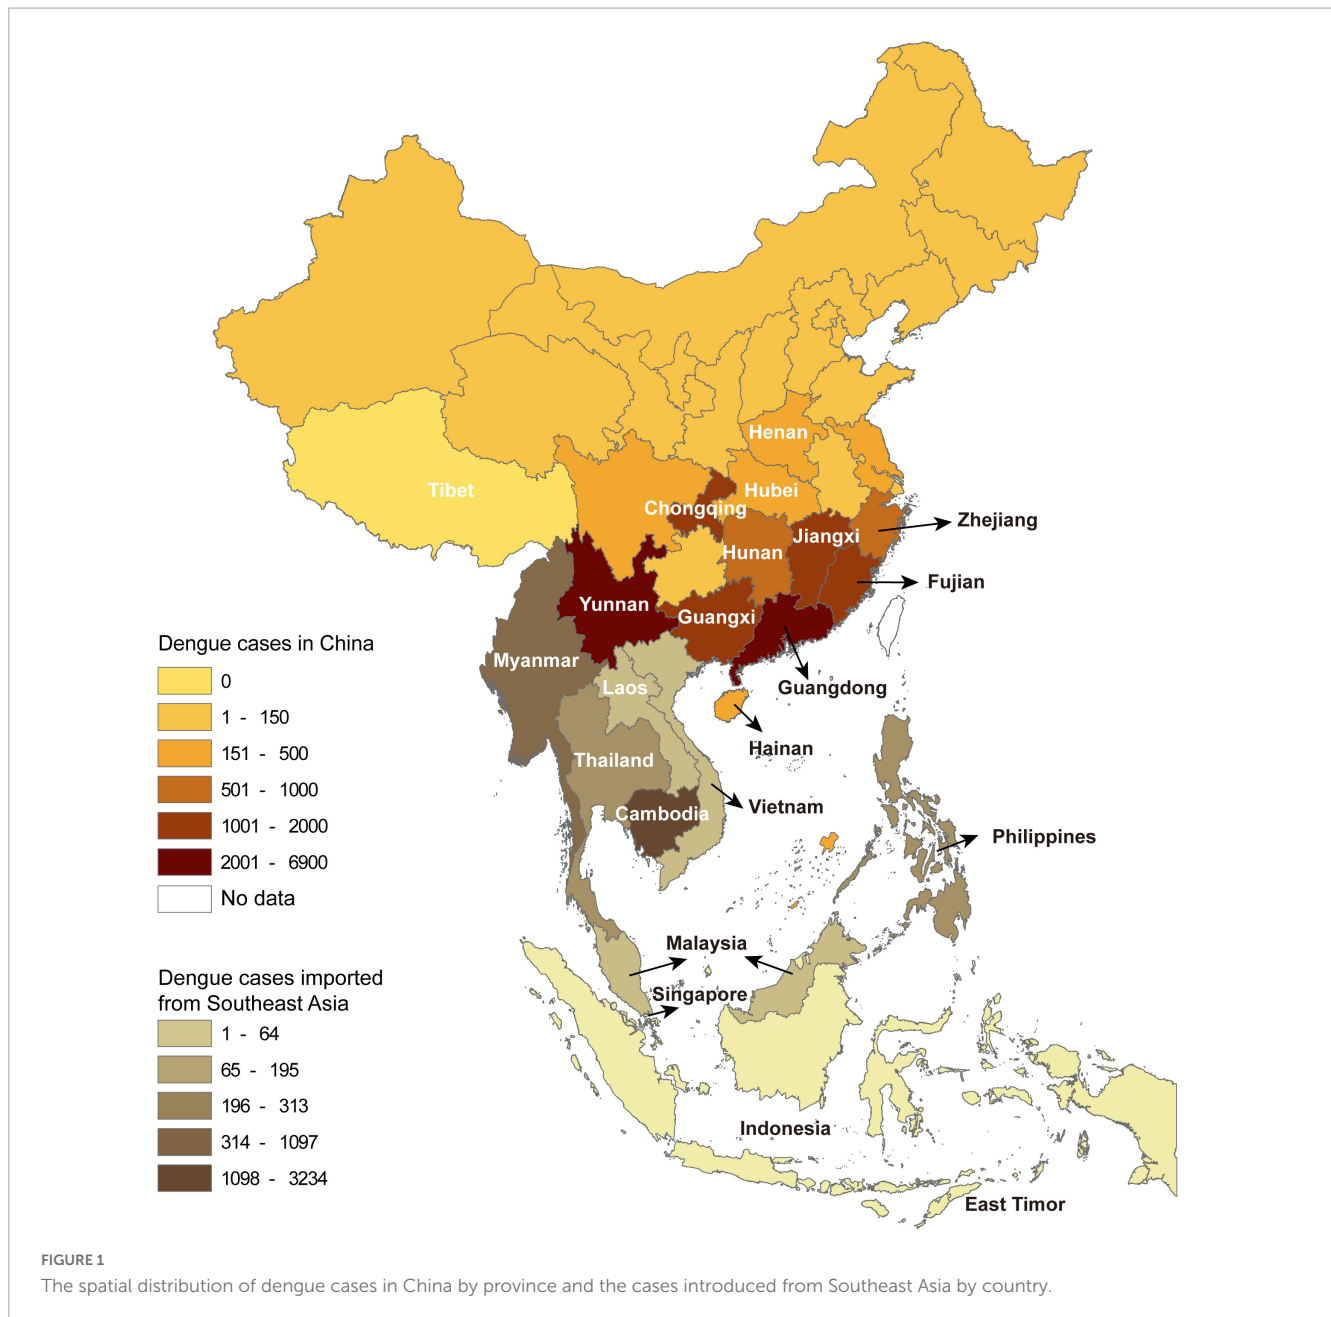 Henan
Tibet
Hubei
Chongqing
Zhejiang
Jiangxi
Hunan
Fujian
Yunnan
Guangxi
Dengue cases in China
0
1 - 150
151 - 500
501 - 1000
1001 - 2000
2001 - 6900
No data
Myanmar
Laos
Guangdong
Hainan
Thailand
Vietnam
Cambodia
Philippines
Malaysia
Singapore
Dengue cases imported
from Southeast Asia
1 - 64
65 - 195
196 - 313
314 - 1097
1098 - 3234
Indonesia
East Timor
FIGURE 1
The spatial distribution of dengue cases in China by province and the cases introduced from Southeast Asia by country.